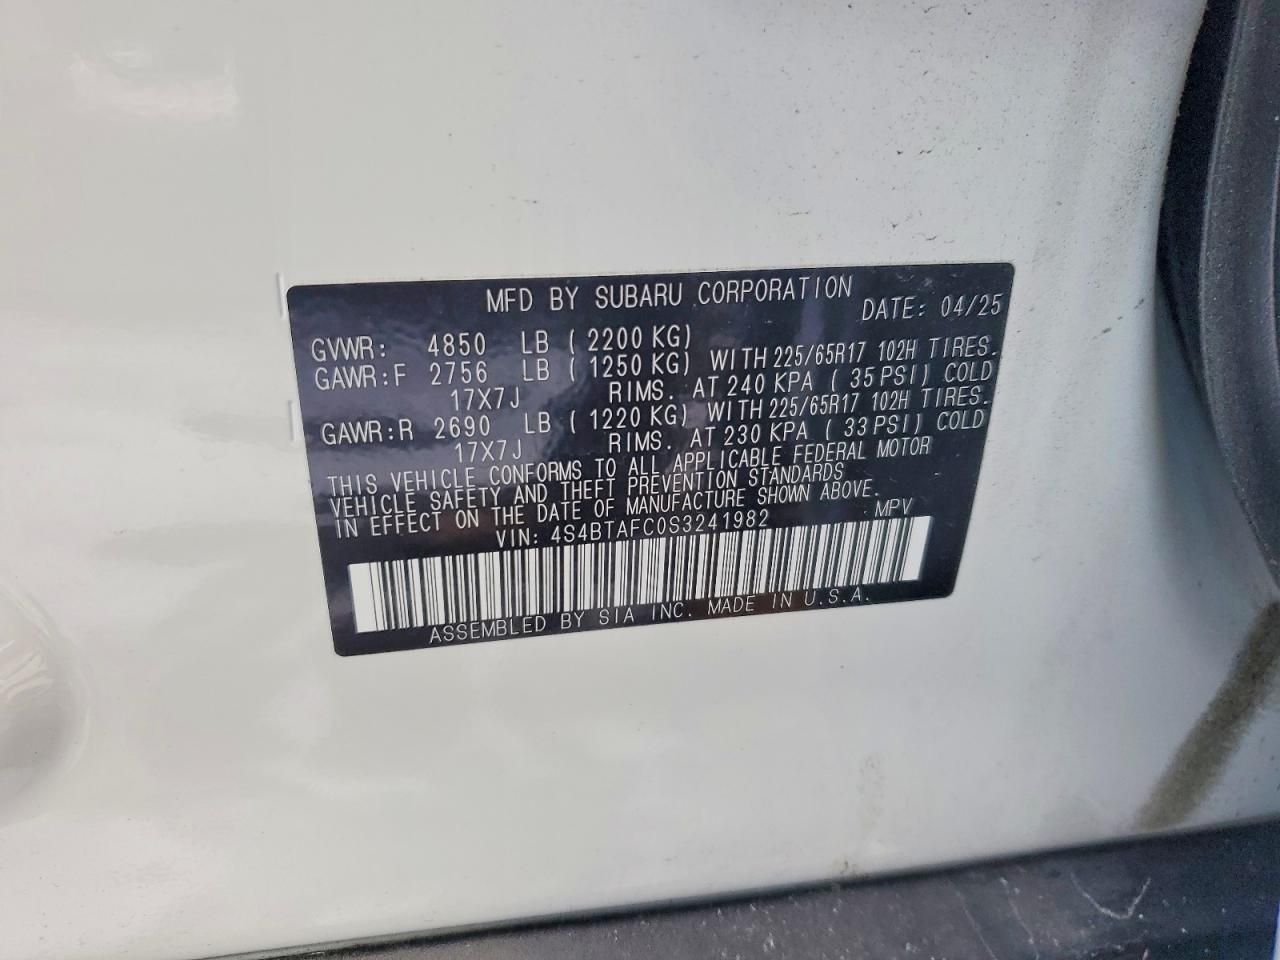 MFD BY SUBARU CORPORATION DATE: 04/25
GVWR: 4850 LB ( 2200 KG)
GAWR:F 2756 LB ( 1250 KG) WITH 225/65R17 102H TIRES.
17X7J RIMS. AT 240 KPA ( 35 PSI) COLD
GAWR:R 2690 LB ( 1220 KG) WITH 225/65R17 102H TIRES.
17X7J RIMS. AT 230 KPA ( 33 PSI) COLD
THIS VEHICLE CONFORMS TO ALL APPLICABLE FEDERAL MOTOR
VEHICLE SAFETY AND THEFT PREVENTION STANDARDS
IN EFFECT ON THE DATE OF MANUFACTURE SHOWN ABOVE.
VIN: 4S4BTAFC0S3241982 MPV
ASSEMBLED BY SIA INC. MADE IN U.S.A.